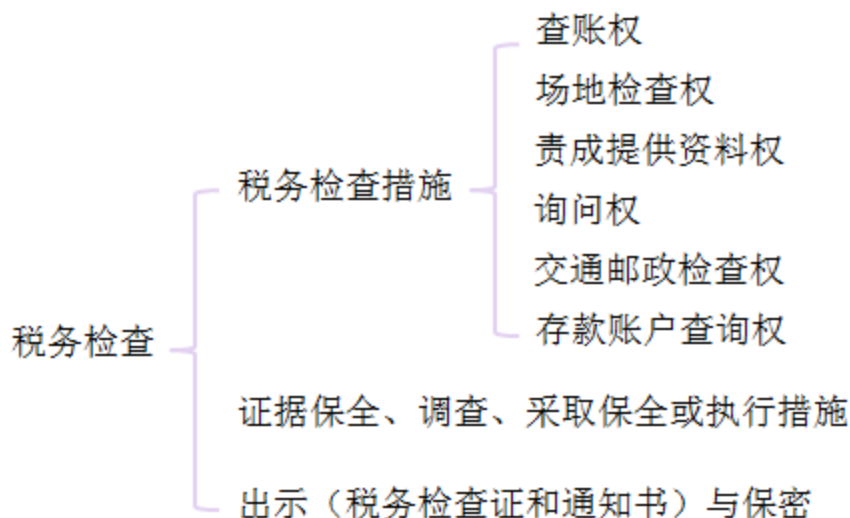 税务检查
税务检查措施
查账权
场地检查权
责成提供资料权
询问权
交通邮政检查权
存款账户查询权
证据保全、调查、采取保全或执行措施
出示（税务检查证和通知书）与保密